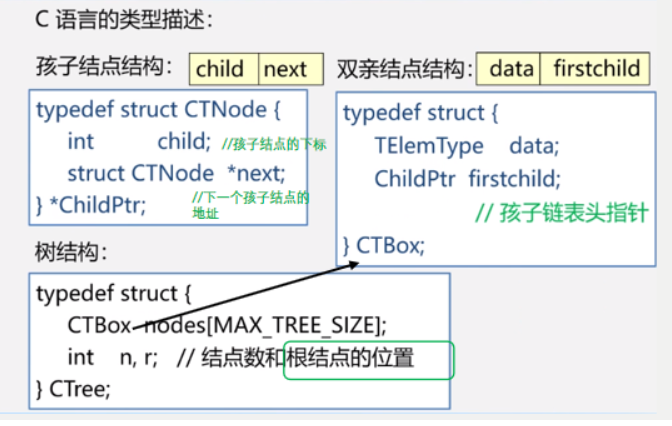 C 语言的类型描述：
孩子结点结构： child next
typedef struct CTNode {
int child; //孩子结点的下标
struct CTNode *next;
} *ChildPtr; //下一个孩子结点的
地址
双亲结点结构: data firstchild
typedef struct {
TElemType data;
ChildPtr firstchild;
// 孩子链表头指针
} CTBox;
树结构：
typedef struct {
CTBox nodes[MAX_TREE_SIZE];
int n, r; // 结点数和根结点的位置
} CTree;